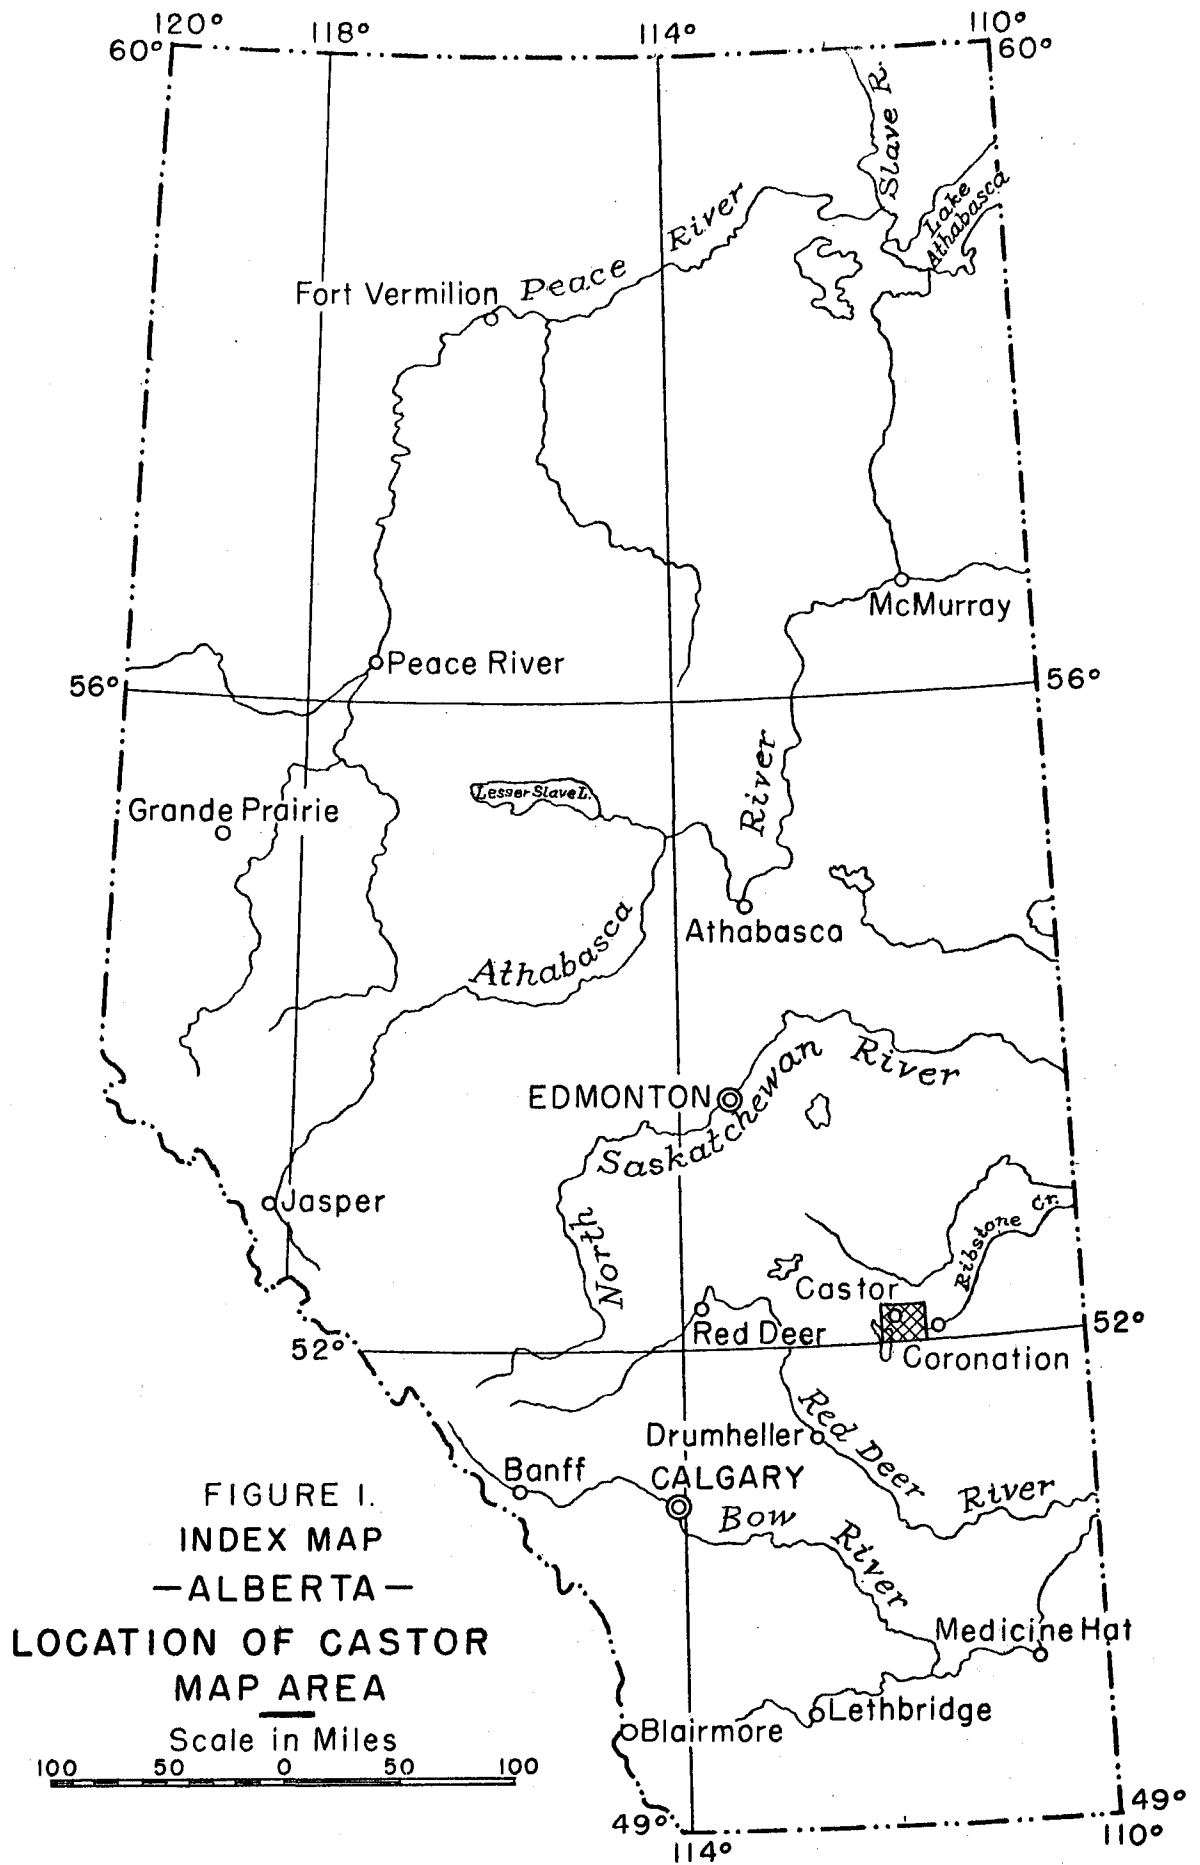 120°
118°
114°
110°
60°
60°
Slave R.
Lake
Athabasca
Peace River
Fort Vermilion
McMurray
Peace River
56°
56°
Lesser Slave L.
Grande Prairie
Athabasca River
Athabasca
EDMONTON
North Saskatchewan River
Jasper
Ribstone Cr.
Castor
Red Deer
52°
52°
Coronation
Drumheller
Red Deer River
Banff
CALGARY
Bow River
Medicine Hat
Lethbridge
Blairmore
FIGURE 1.
INDEX MAP
—ALBERTA—
LOCATION OF CASTOR
MAP AREA
Scale in Miles
100 50 0 50 100
49°
49°
114°
110°